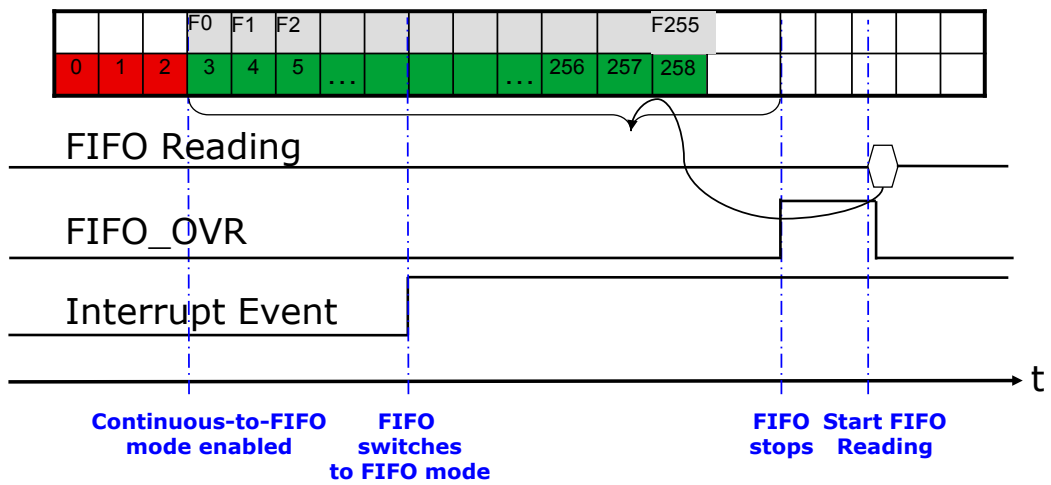 F0 F1 F2 F255
0 1 2 3 4 5 ... ... 256 257 258
FIFO Reading
FIFO_OVR
Interrupt Event
t
Continuous-to-FIFO
mode enabled
FIFO
switches
to FIFO mode
FIFO
stops
Start FIFO
Reading